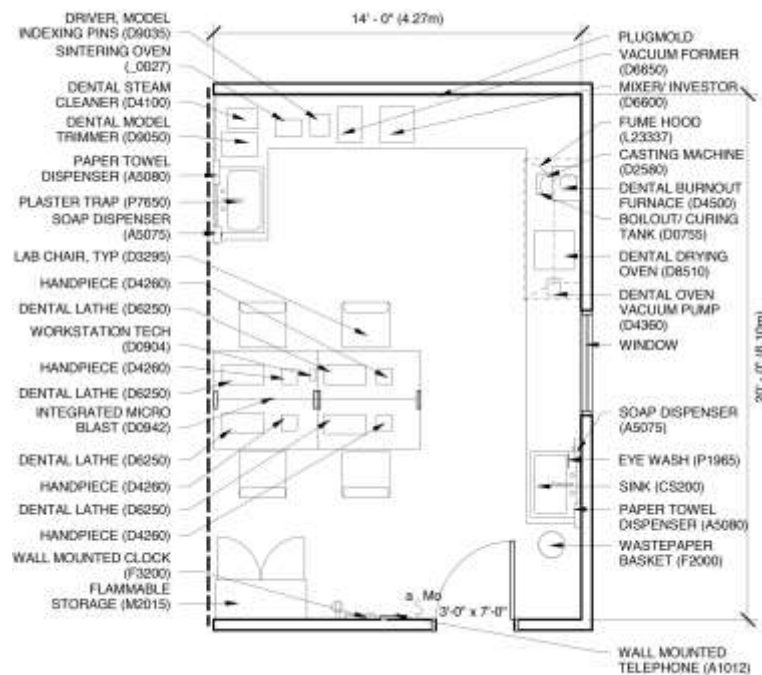 14' - 0" (4.27m)
DRIVER, MODEL
INDEXING PINS (D9035)
SINTERING OVEN
(_0027)
DENTAL STEAM
CLEANER (D4100)
DENTAL MODEL
TRIMMER (D9050)
PAPER TOWEL
DISPENSER (A5080)
PLASTER TRAP (P7650)
SOAP DISPENSER
(A5075)
LAB CHAIR, TYP (D3295)
HANDPIECE (D4260)
DENTAL LATHE (D6250)
WORKSTATION TECH
(D0904)
HANDPIECE (D4260)
DENTAL LATHE (D6250)
INTEGRATED MICRO
BLAST (D0942)
DENTAL LATHE (D6250)
HANDPIECE (D4260)
DENTAL LATHE (D6250)
HANDPIECE (D4260)
WALL MOUNTED CLOCK
(F3200)
FLAMMABLE
STORAGE (M2015)
PLUGMOLD
VACUUM FORMER
(D6650)
MIXER/ INVESTOR
(D6600)
FUME HOOD
(L23337)
CASTING MACHINE
(D2580)
DENTAL BURNOUT
FURNACE (D4500)
BOILOUT/ CURING
TANK (D0755)
DENTAL DRYING
OVEN (D8510)
DENTAL OVEN
VACUUM PUMP
(D4360)
WINDOW
20' - 0" (6.10m)
SOAP DISPENSER
(A5075)
EYE WASH (P1965)
SINK (CS200)
PAPER TOWEL
DISPENSER (A5080)
WASTEPAPER
BASKET (F2000)
a Mo
3'-0" x 7'-0"
WALL MOUNTED
TELEPHONE (A1012)